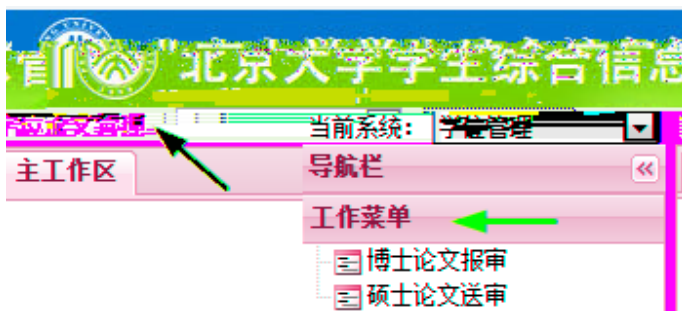 北京大学学生综合信息
当前系统： 学位管理
主工作区
导航栏
工作菜单
博士论文报审
硕士论文送审